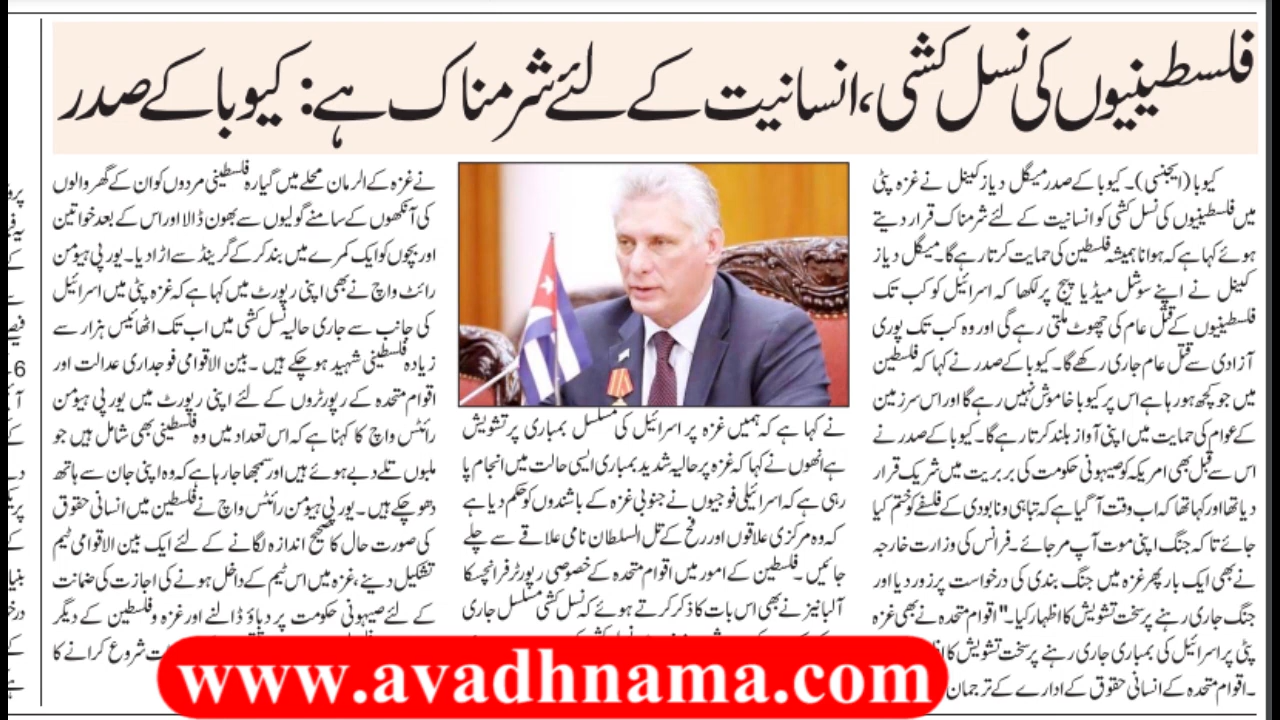 فلسطینیوں کی نسل کشی، انسانیت کے لئے شرمناک ہے: کیوبا کے صدر
کیوبا (ایجنسی)۔ کیوبا کے صدر میگل دیاز کینل نے غزہ پٹی
میں فلسطینیوں کی نسل کشی کو انسانیت کے لئے شرمناک قرار دیتے
ہوئے کہا ہے کہ ہوانا ہمیشہ فلسطین کی حمایت کرتا رہے گا۔ میگل دیاز
کینل نے اپنے سوشل میڈیا پیج پر لکھا کہ اسرائیل کو کب تک
فلسطینیوں کے قتل عام کی چھوٹ ملتی رہے گی اور وہ کب تک پوری
آزادی سے قتل عام جاری رکھے گا۔ کیوبا کے صدر نے کہا کہ فلسطین
میں جو کچھ ہو رہا ہے اس پر کیوبا خاموش نہیں رہے گا اور اس سرزمین
کے عوام کی حمایت میں اپنی آواز بلند کرتا رہے گا۔ کیوبا کے صدر نے
اس سے قبل بھی امریکہ کو صیہونی حکومت کی بربریت میں شریک قرار
دیا تھا اور کہا تھا کہ اب وقت آ گیا ہے کہ تباہی و نابودی کے فلسفے کو ختم کیا
جائے تاکہ جنگ اپنی موت آپ مر جائے۔ فرانس کی وزارت خارجہ
نے بھی ایک بار پھر غزہ میں جنگ بندی کی درخواست پر زور دیا اور
جنگ جاری رہنے پر سخت تشویش کا اظہار کیا۔" اقوام متحدہ نے بھی غزہ
پٹی پر اسرائیل کی بمباری جاری رہنے پر سخت تشویش کا
۔ اقوام متحدہ کے انسانی حقوق کے ادارے کے ترجمان
نے کہا ہے کہ ہمیں غزہ پر اسرائیل کی مسلسل بمباری پر تشویش
ہے انھوں نے کہا کہ غزہ پر حالیہ شدید بمباری ایسی حالت میں انجام پا
رہی ہے کہ اسرائیلی فوجیوں نے جنوبی غزہ کے باشندوں کو حکم دیا ہے
کہ وہ مرکزی علاقوں اور رفح کے تل السلطان نامی علاقے سے چلے
جائیں۔ فلسطین کے امور میں اقوام متحدہ کے خصوصی رپورٹر فرانچسکا
آلبانیز نے بھی اس بات کا ذکر کرتے ہوئے کہ نسل کشی مسلسل جاری
نے غزہ کے الرمان محلے میں گیارہ فلسطینی مردوں کو ان کے گھر والوں
کی آنکھوں کے سامنے گولیوں سے بھون ڈالا اور اس کے بعد خواتین
اور بچوں کو ایک کمرے میں بند کر کے گرینڈ سے اڑا دیا۔ یورپی ہیومن
رائٹ واچ نے بھی اپنی رپورٹ میں کہا ہے کہ غزہ پٹی میں اسرائیل
کی جانب سے جاری حالیہ نسل کشی میں اب تک اٹھائیس ہزار سے
زیادہ فلسطینی شہید ہو چکے ہیں۔ بین الاقوامی فوجداری عدالت اور
اقوام متحدہ کے رپورٹروں کے لئے اپنی رپورٹ میں یورپی ہیومن
رائٹس واچ کا کہنا ہے کہ اس تعداد میں وہ فلسطینی بھی شامل ہیں جو
ملبوں تلے دبے ہوئے ہیں اور سمجھا جا رہا ہے کہ وہ اپنی جان سے ہاتھ
دھو چکے ہیں۔ یورپی ہیومن رائٹس واچ نے فلسطین میں انسانی حقوق
کی صورت حال کا صحیح اندازہ لگانے کے لئے ایک بین الاقوامی ٹیم
تشکیل دینے، غزہ میں اس ٹیم کے داخل ہونے کی اجازت کی ضمانت
کے لئے صیہونی حکومت پر دباؤ ڈالنے اور غزہ و فلسطین کے دیگر
شروع کرانے کا
www.avadhnama.com